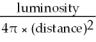 luminosity
4π × (distance)²